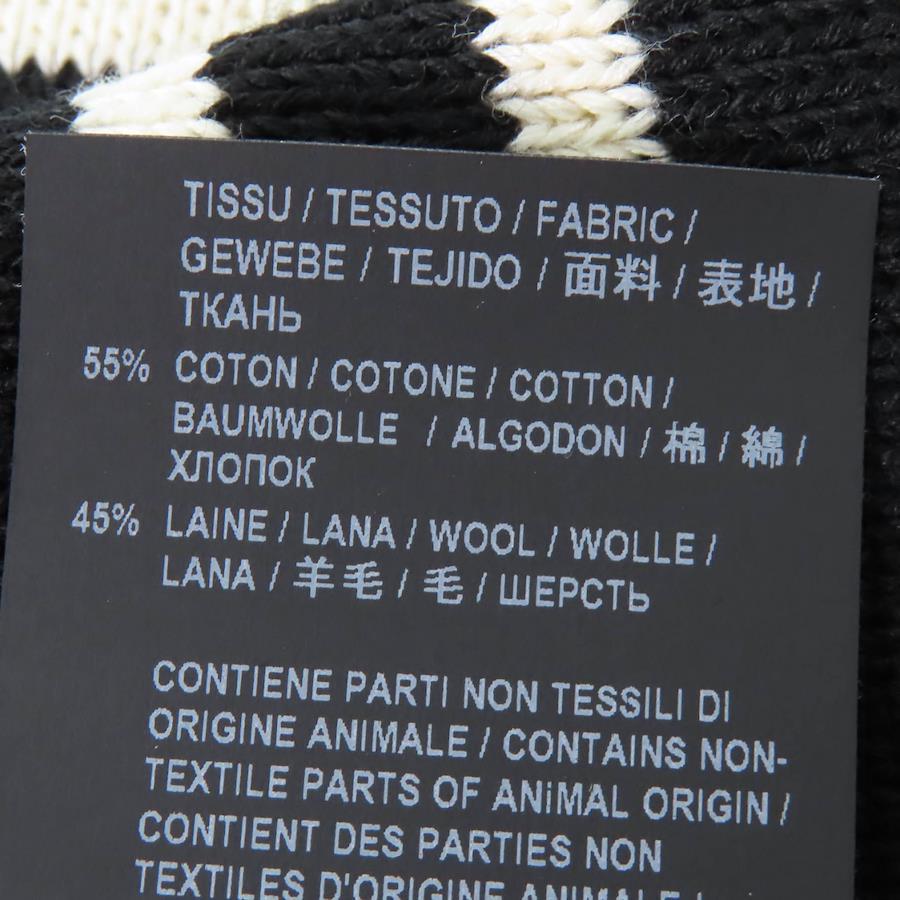 TISSU / TESSUTO / FABRIC /
GEWEBE / TEJIDO / 面料 / 表地 /
ТКАНЬ
55% COTON / COTONE / COTTON /
BAUMWOLLE / ALGODON / 棉 / 綿 /
ХЛОПОК
45% LAINE / LANA / WOOL / WOLLE /
LANA / 羊毛 / 毛 / ШЕРСТЬ
CONTIENE PARTI NON TESSILI DI
ORIGINE ANIMALE / CONTAINS NON-
TEXTILE PARTS OF ANiMAL ORIGIN /
CONTIENT DES PARTIES NON
TEXTILES D'ORIGINE ANIMALE /